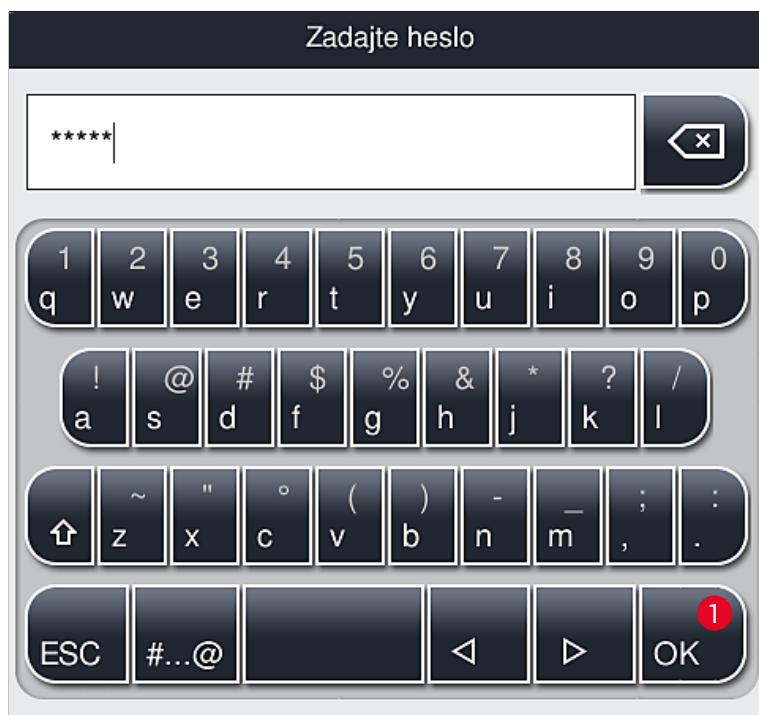 Zadajte heslo
*****
1 2 3 4 5 6 7 8 9 0
q w e r t y u i o p
! @ # $ % & * ? /
a s d f g h j k l
~ " ° ( ) - _ ; :
z x c v b n m , .
1
ESC #...@ OK